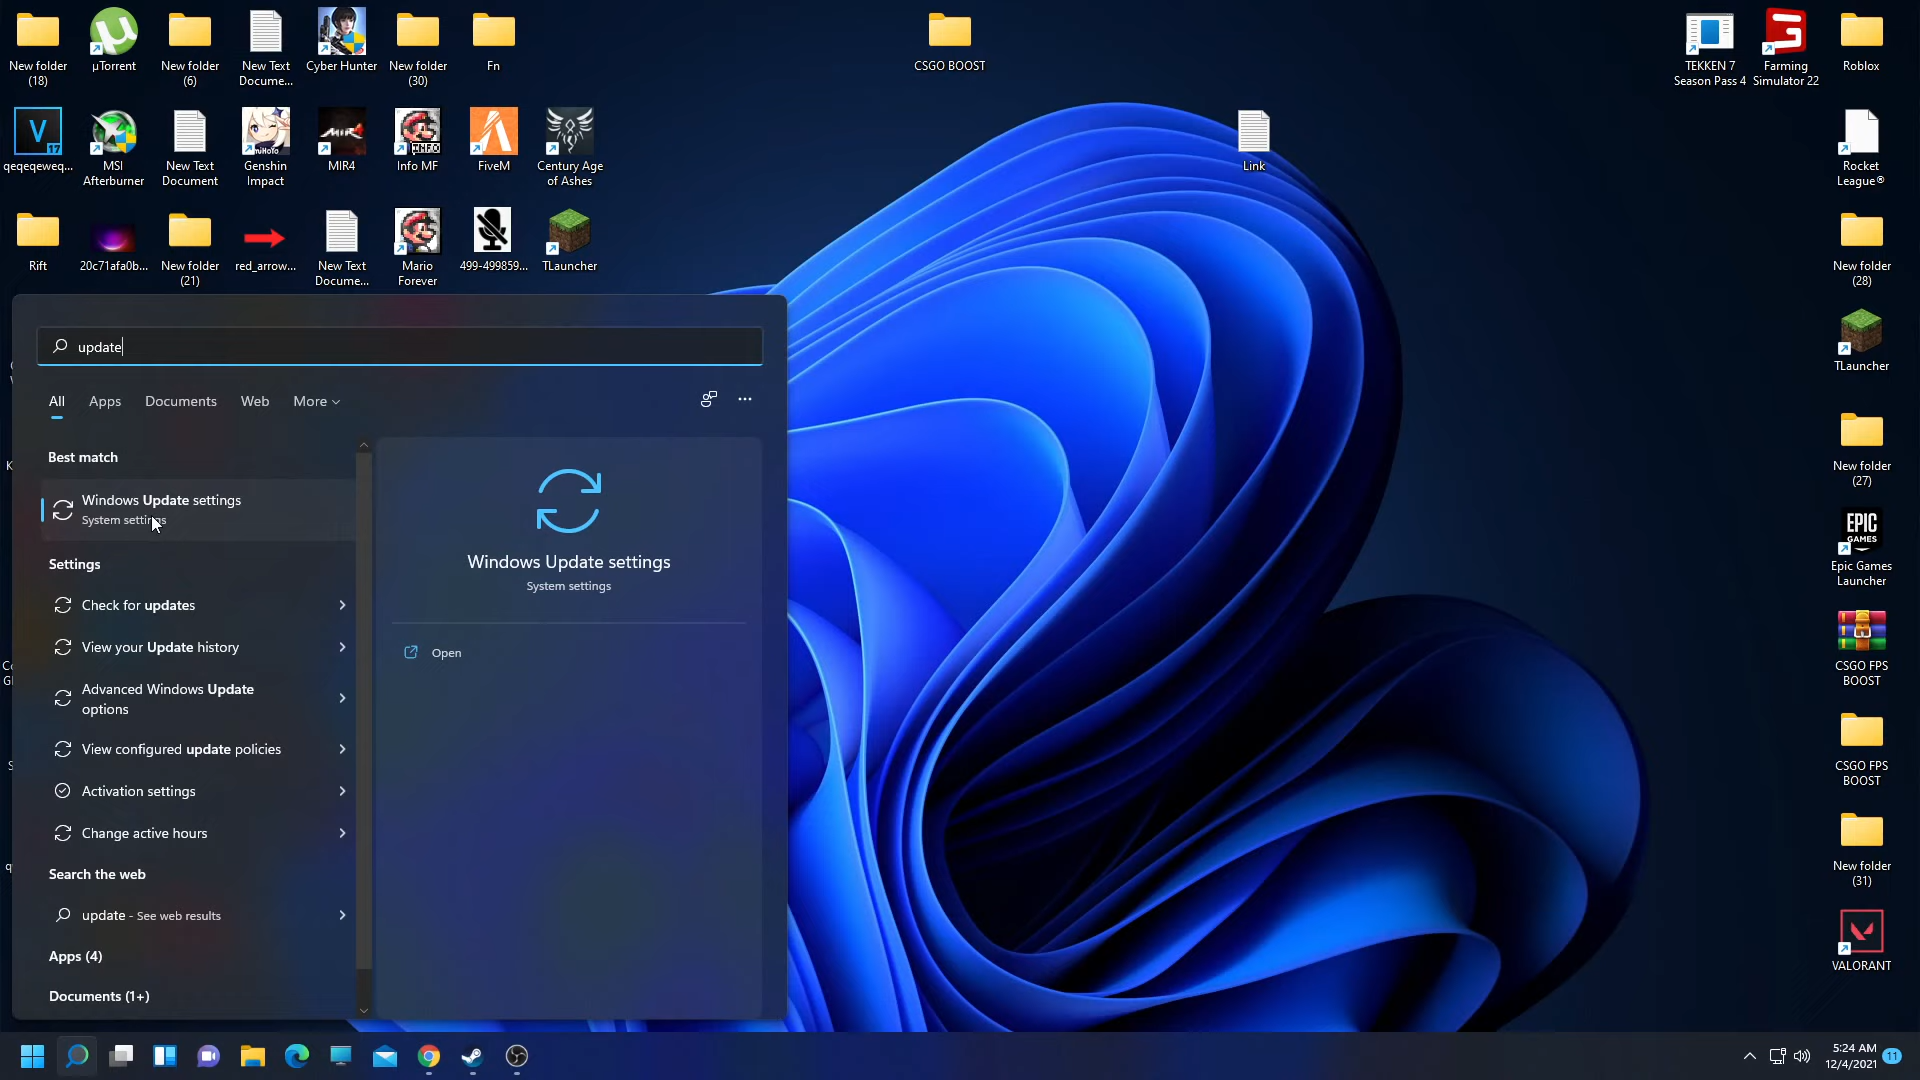 New folder
(18)
µTorrent
New folder
(6)
New Text
Docume...
Cyber Hunter
New folder
(30)
Fn
CSGO BOOST
TEKKEN 7
Season Pass 4
Farming
Simulator 22
Roblox
V
17
qeqeqeweq...
MSI
Afterburner
New Text
Document
miHoYo
Genshin
Impact
MIR4
MIR4
INFO
Info MF
FiveM
Century Age
of Ashes
Link
Rocket
League®
Rift
20c71afa0b...
New folder
(21)
red_arrow...
New Text
Docume...
Mario
Forever
499-499859...
TLauncher
New folder
(28)
update
All
Apps
Documents
Web
More
Best match
Windows Update settings
System settings
Settings
Check for updates
View your Update history
Advanced Windows Update
options
View configured update policies
Activation settings
Change active hours
Search the web
update - See web results
Apps (4)
Documents (1+)
Windows Update settings
System settings
Open
TLauncher
New folder
(27)
EPIC
GAMES
Epic Games
Launcher
CSGO FPS
BOOST
CSGO FPS
BOOST
New folder
(31)
VALORANT
5:24 AM
12/4/2021
11